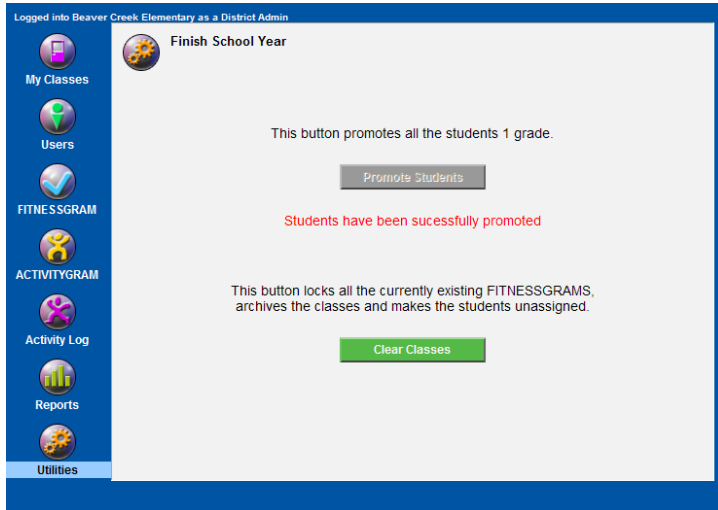 Logged into Beaver Creek Elementary as a District Admin
Finish School Year
My Classes
Users
FITNESSGRAM
ACTIVITYGRAM
Activity Log
Reports
Utilities
This button promotes all the students 1 grade.
Promote Students
Students have been sucessfully promoted
This button locks all the currently existing FITNESSGRAMS,
archives the classes and makes the students unassigned.
Clear Classes